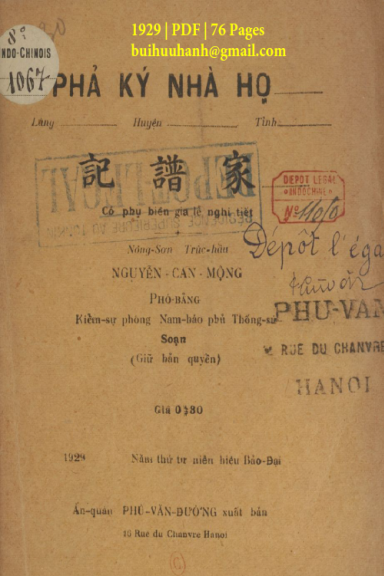 1929 | PDF | 76 Pages
buihuuhanh@gmail.com
8º
INDO-CHINOIS
1067
PHẢ KÝ NHÀ HỌ
Làng Huyện Tỉnh
記譜家
DEPOT LEGAL
INDOCHINE
Nº
Có phụ biên gia lễ nghi tiết
Nông-Sơn Trúc-hiên
Dépôt l'éga
NGUYỄN-CAN-MỘNG
PHÓ-BẢNG
PHU-VAN
Kiểm-sự phòng Nam-bảo phủ Thống-sứ
Soạn
RUE DU CHANVRE
(Giữ bản quyền)
HANOI
Giá 0$80
1929 Năm thứ tư niên hiệu Bảo-Đại
Ấn-quán PHÚ-VĂN-ĐƯỜNG xuất bản
Rue du Chanvre Hanoi